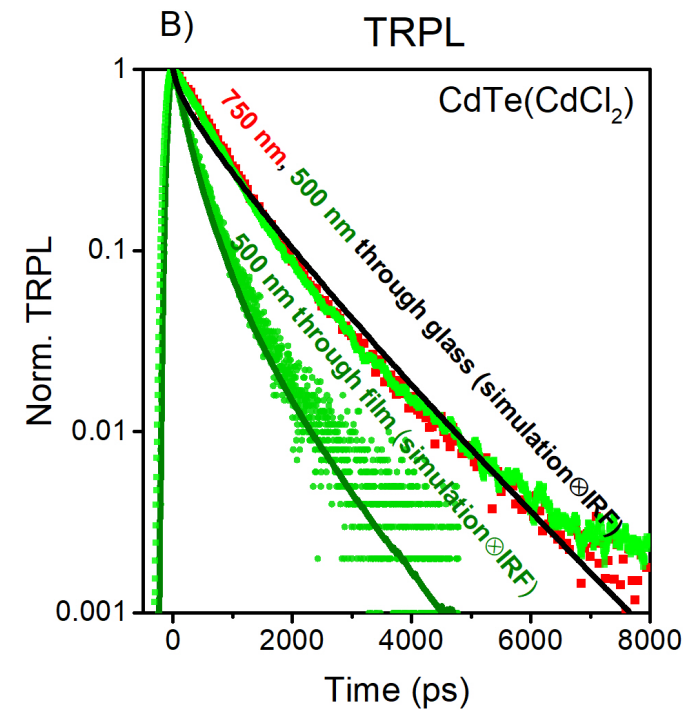 B)
TRPL
CdTe(CdCl₂)
750 nm, 500 nm through glass (simulation⊗IRF)
500 nm through film (simulation⊗IRF)
Norm. TRPL
1
0.1
0.01
0.001
0 2000 4000 6000 8000
Time (ps)